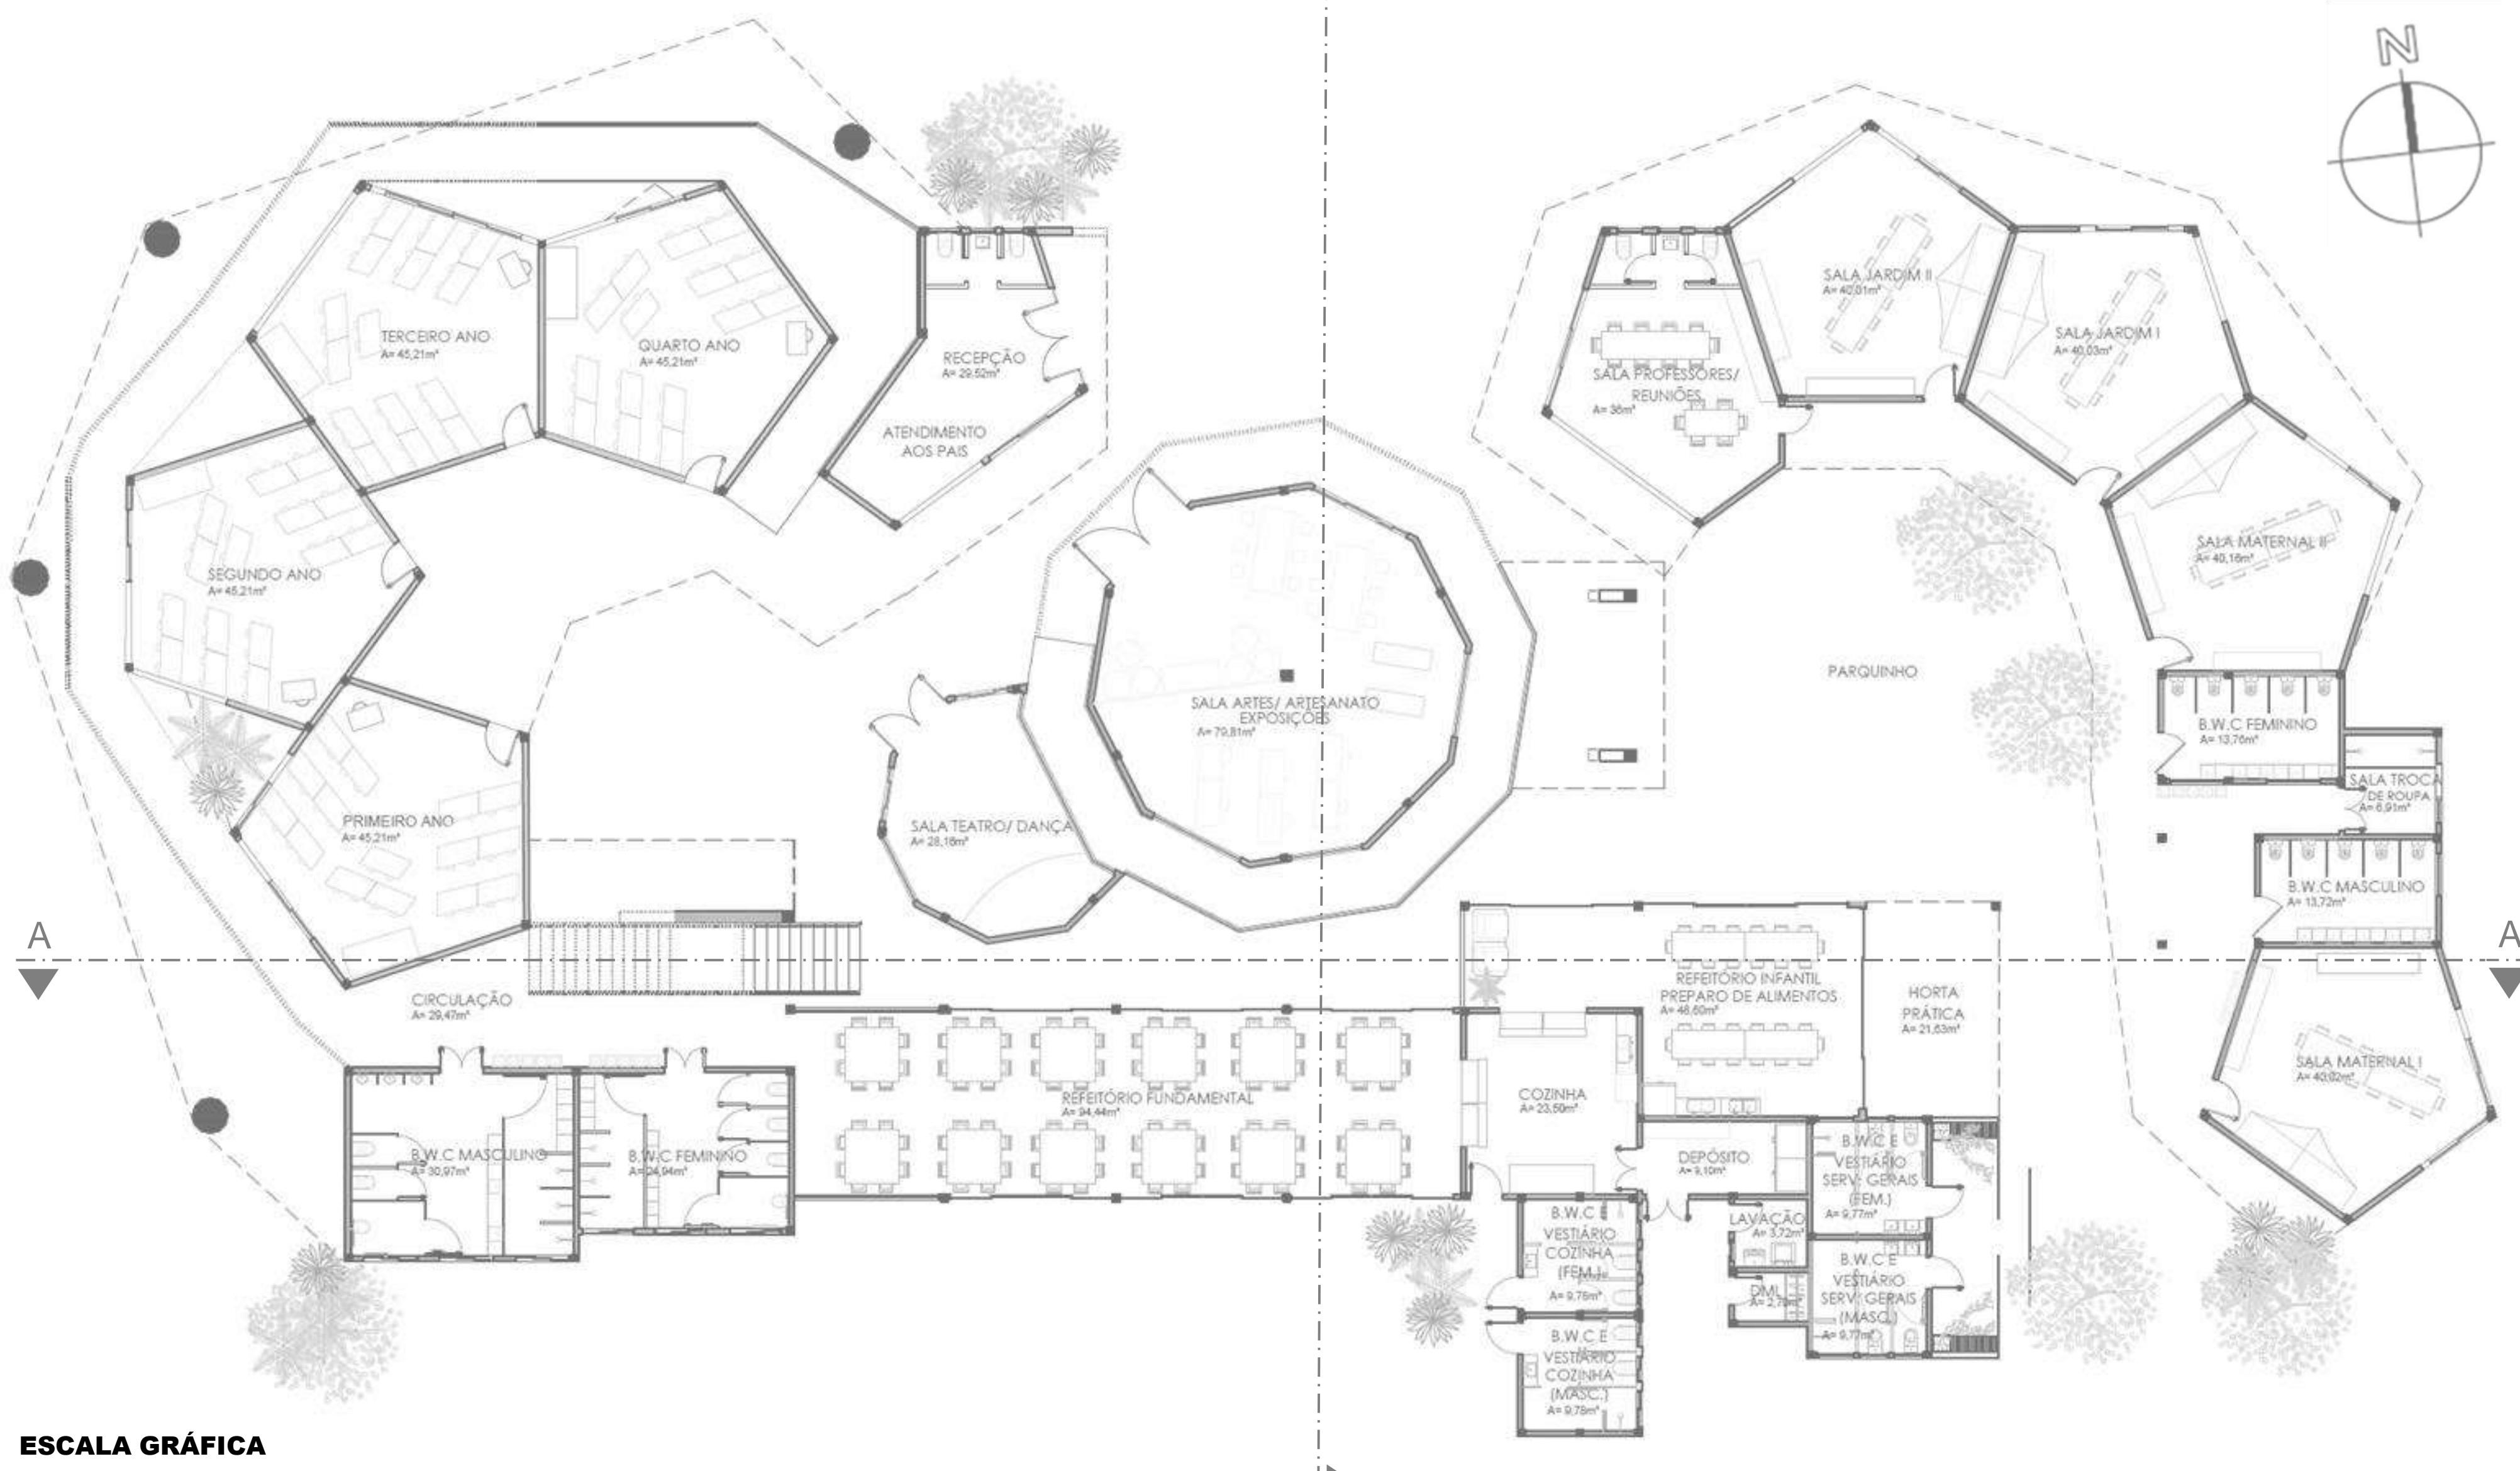 N
TERCEIRO ANO
A= 45,21m²
QUARTO ANO
A= 45,21m²
RECEPÇÃO
A= 29,52m²
ATENDIMENTO
AOS PAIS
SEGUNDO ANO
A= 45,21m²
PRIMEIRO ANO
A= 45,21m²
SALA JARDIM II
A= 40,01m²
SALA JARDIM I
A= 40,03m²
SALA PROFESSORES/
REUNIÕES
A= 36m²
SALA MATERNAL II
A= 40,16m²
SALA ARTES/ ARTESANATO
EXPOSIÇÕES
A= 79,81m²
PARQUINHO
B.W.C FEMININO
A= 13,76m²
SALA TROCA
DE ROUPA
A= 6,91m²
SALA TEATRO/ DANÇA
A= 28,16m²
B.W.C MASCULINO
A= 13,72m²
A
A
CIRCULAÇÃO
A= 29,47m²
REFEITÓRIO INFANTIL
PREPARO DE ALIMENTOS
A= 46,60m²
HORTA
PRÁTICA
A= 21,63m²
SALA MATERNAL I
A= 40,02m²
REFEITÓRIO FUNDAMENTAL
A= 94,44m²
COZINHA
A= 23,50m²
B.W.C MASCULINO
A= 30,97m²
B.W.C FEMININO
A= 24,94m²
DEPÓSITO
A= 9,10m²
B.W.C E
VESTIÁRIO
SERV. GERAIS
(FEM.)
A= 9,77m²
B.W.C E
VESTIÁRIO
COZINHA
(FEM.)
A= 9,76m²
LAVAÇÃO
A= 3,72m²
DML
B.W.C E
VESTIÁRIO
SERV. GERAIS
(MASC.)
A= 9,77m²
B.W.C E
VESTIÁRIO
COZINHA
(MASC.)
A= 9,78m²
ESCALA GRÁFICA